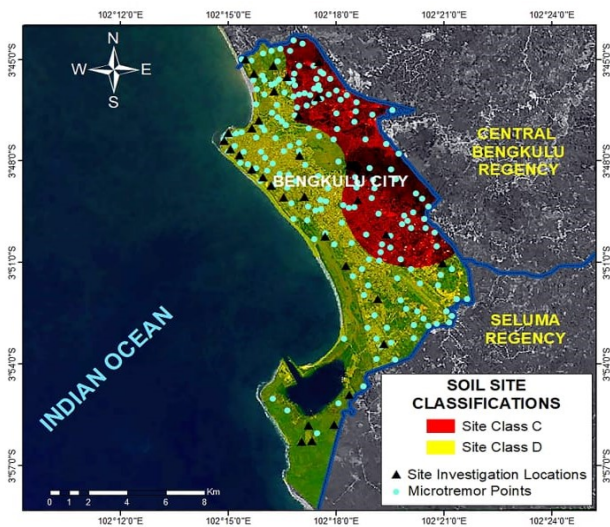 102°12'0"E 102°15'0"E 102°18'0"E 102°21'0"E 102°24'0"E
3°45'0"S 3°45'0"S
N
W E
S
CENTRAL
BENGKULU
REGENCY
3°48'0"S 3°48'0"S
BENGKULU CITY
3°51'0"S 3°51'0"S
SELUMA
REGENCY
INDIAN OCEAN
3°54'0"S 3°54'0"S
SOIL SITE
CLASSIFICATIONS
Site Class C
Site Class D
Site Investigation Locations
Microtremor Points
3°57'0"S 3°57'0"S
Km
0 1 2 4 6 8
102°12'0"E 102°15'0"E 102°18'0"E 102°21'0"E 102°24'0"E